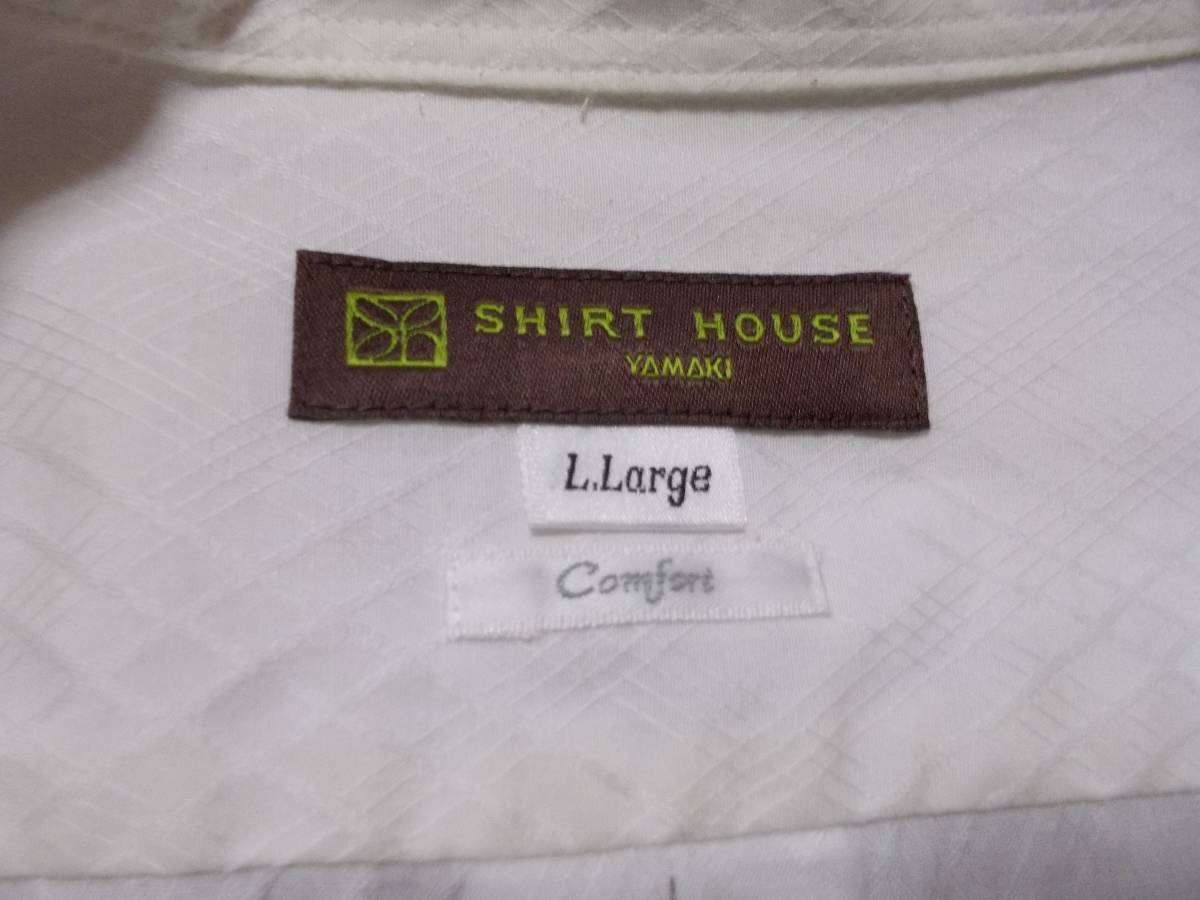 SHIRT HOUSE
YAMAKI
L.Large
Comfort